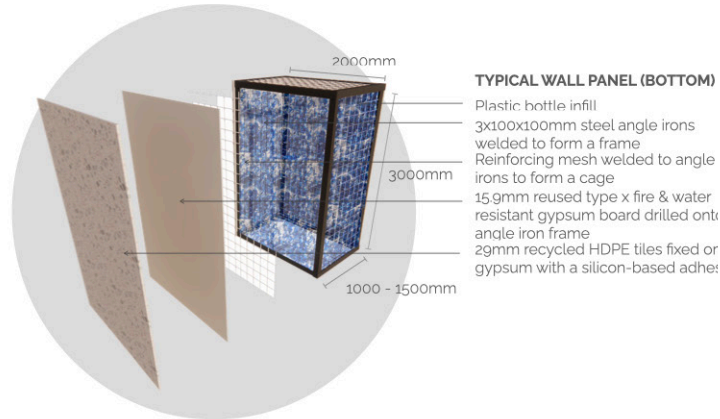 2000mm
TYPICAL WALL PANEL (BOTTOM)
Plastic bottle infill
3x100x100mm steel angle irons
welded to form a frame
Reinforcing mesh welded to angle
irons to form a cage
3000mm
15.9mm reused type x fire & water
resistant gypsum board drilled onto
angle iron frame
29mm recycled HDPE tiles fixed on
gypsum with a silicon-based adhes
1000 - 1500mm